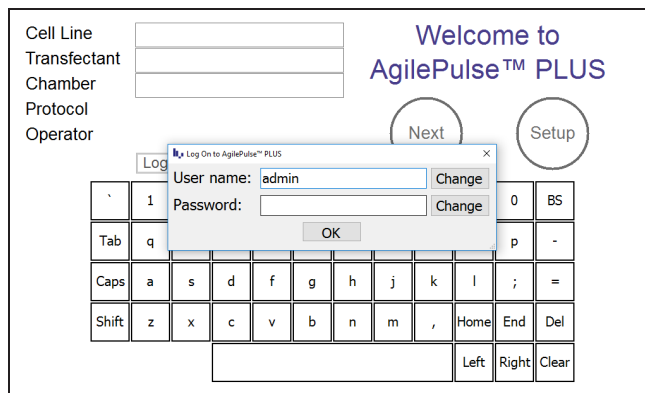 Cell Line
Transfectant
Chamber
Protocol
Operator
Welcome to
AgilePulse™ PLUS
Next
Setup
Log
Log On to AgilePulse™ PLUS
×
User name: admin Change
Password: Change
OK
` 1 0 BS
Tab q p -
Caps a s d f g h j k l ; =
Shift z x c v b n m , Home End Del
Left Right Clear